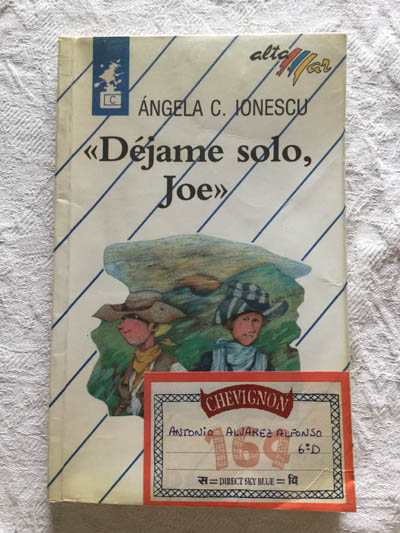 alta
mar
C
ÁNGELA C. IONESCU
«Déjame solo,
Joe»
CHEVIGNON
164
ANTONIO ALVAREZ ALFONSO
6ºD
स = DIRECT SKY BLUE = वि